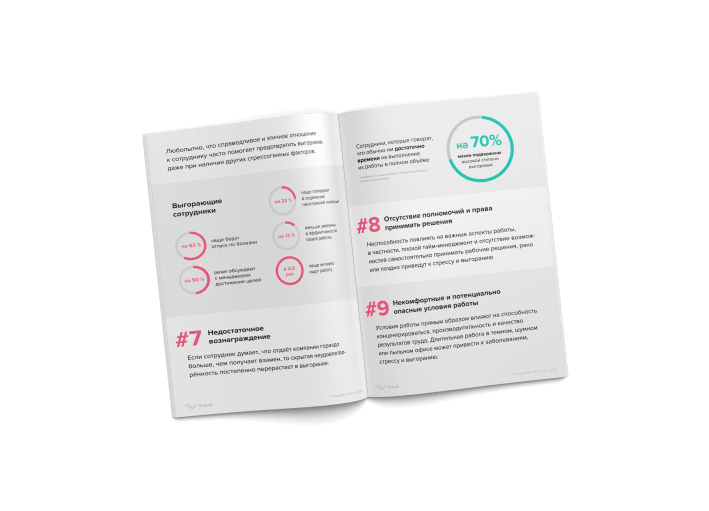 Любопытно, что справедливое и этичное отношение
к сотруднику часто помогает предотвратить выгорание
даже при наличии других стрессогенных факторов.
Выгорающие
сотрудники
на 63 %
чаще берут
отпуск по болезни
на 50 %
реже обсуждают
с менеджером
достижение целей
на 23 %
чаще попадают
в отделение
неотложной помощи
на 13 %
меньше уверены
в эффективности
своей работы
в 2,6
раз
чаще активно
ищут работу
#7 Недостаточное
вознаграждение
Если сотрудник думает, что отдаёт компании гораздо
больше, чем получает взамен, то скрытая неудовлетво-
рённость постепенно перерастает в выгорание.
Сотрудники, которые говорят,
что обычно им достаточно
времени на выполнение
их работы в полном объёме
на 70%
менее подвержены
высокой степени
выгорания
#8 Отсутствие полномочий и права
принимать решения
Неспособность повлиять на важные аспекты работы,
в частности, плохой тайм-менеджмент и отсутствие возмож-
ностей самостоятельно принимать рабочие решения, рано
или поздно приведут к стрессу и выгоранию
#9 Некомфортные и потенциально
опасные условия работы
Условия работы прямым образом влияют на способность
концентрироваться, производительность и качество
результатов труда. Длительная работа в темном, шумном
или пыльном офисе может привести к заболеваниям,
стрессу и выгоранию.